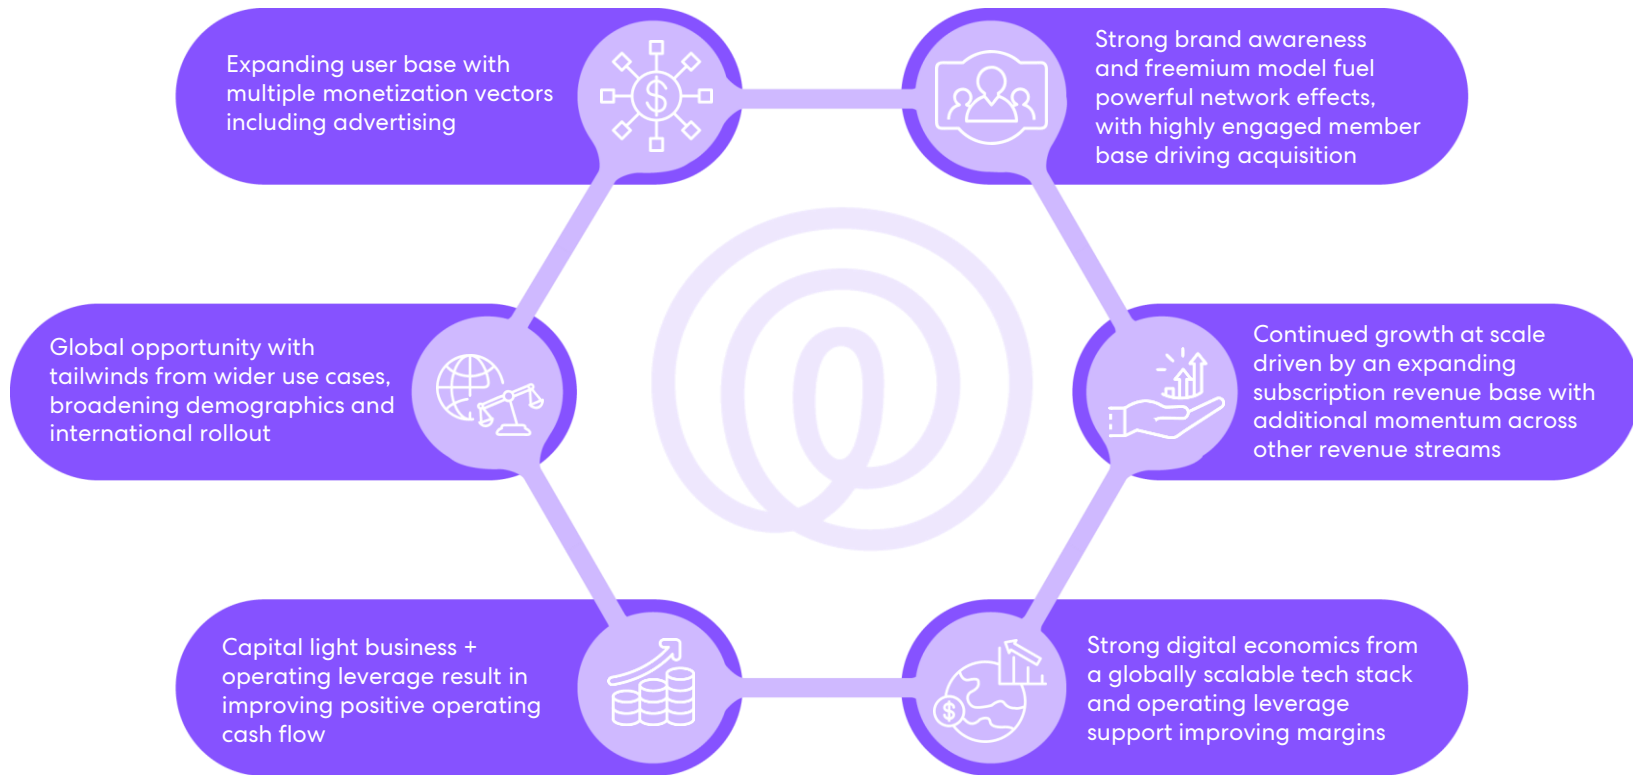 Expanding user base with
multiple monetization vectors
including advertising
Strong brand awareness
and freemium model fuel
powerful network effects,
with highly engaged member
base driving acquisition
Global opportunity with
tailwinds from wider use cases,
broadening demographics and
international rollout
Continued growth at scale
driven by an expanding
subscription revenue base with
additional momentum across
other revenue streams
Capital light business +
operating leverage result in
improving positive operating
cash flow
Strong digital economics from
a globally scalable tech stack
and operating leverage
support improving margins